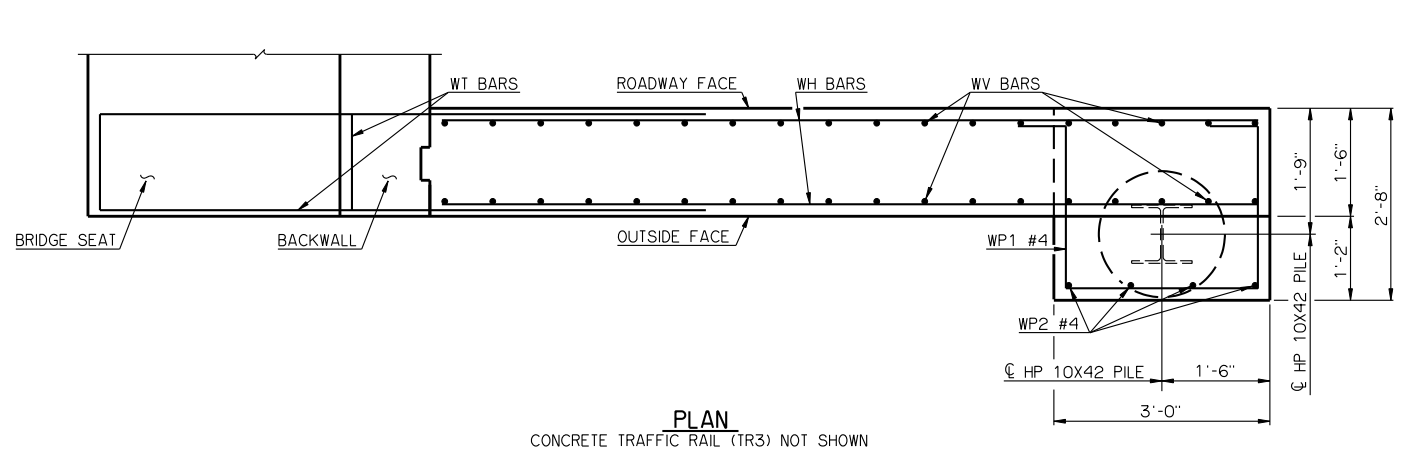 WT BARS
ROADWAY FACE
WH BARS
WV BARS
1'-9"
1'-6"
2'-8"
BRIDGE SEAT
BACKWALL
OUTSIDE FACE
WP1 #4
1'-2"
WP2 #4
℄ HP 10X42 PILE
℄ HP 10X42 PILE
1'-6"
3'-0"
PLAN
CONCRETE TRAFFIC RAIL (TR3) NOT SHOWN